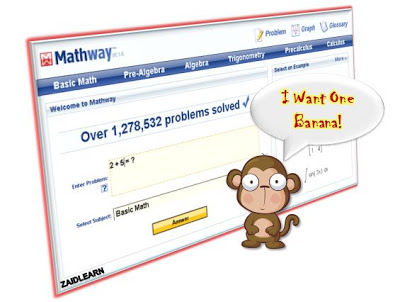 Mathway™
BETA
Problem Graph Glossary
Basic Math Pre-Algebra Algebra Trigonometry Precalculus Calculus
Welcome to Mathway
Select an Example
More »
Over 1,278,532 problems solved ✓
I Want One
Banana!
2 + 5 = ?
Enter Problem:
Select Subject:
Basic Math
Answer
ZAIDLEARN